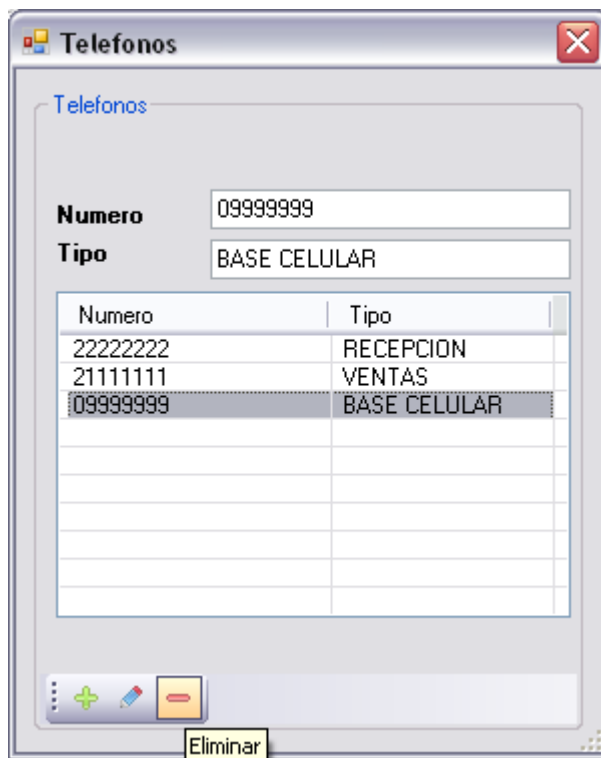 Telefonos
Telefonos
Numero 09999999
Tipo BASE CELULAR
Numero Tipo
22222222 RECEPCION
21111111 VENTAS
09999999 BASE CELULAR
Eliminar